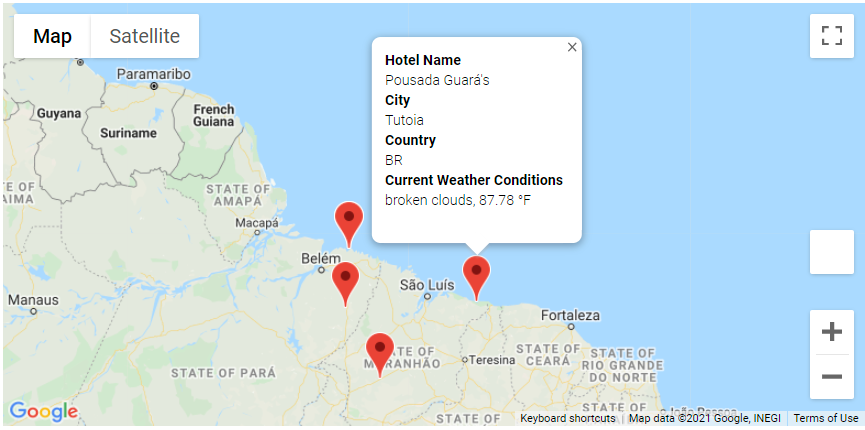 Map Satellite
Paramaribo
Guyana
Suriname
French
Guiana
STATE OF
AMAPÁ
Macapá
Belém
Manaus
São Luís
Fortaleza
Teresina
STATE OF
MARANHÃO
STATE OF
CEARÁ
STATE OF
RIO GRANDE
DO NORTE
STATE OF PARÁ
STATE OF
STATE OF
João Pessoa
Hotel Name
Pousada Guará's
City
Tutoia
Country
BR
Current Weather Conditions
broken clouds, 87.78 °F
Google
Keyboard shortcuts Map data ©2021 Google, INEGI Terms of Use